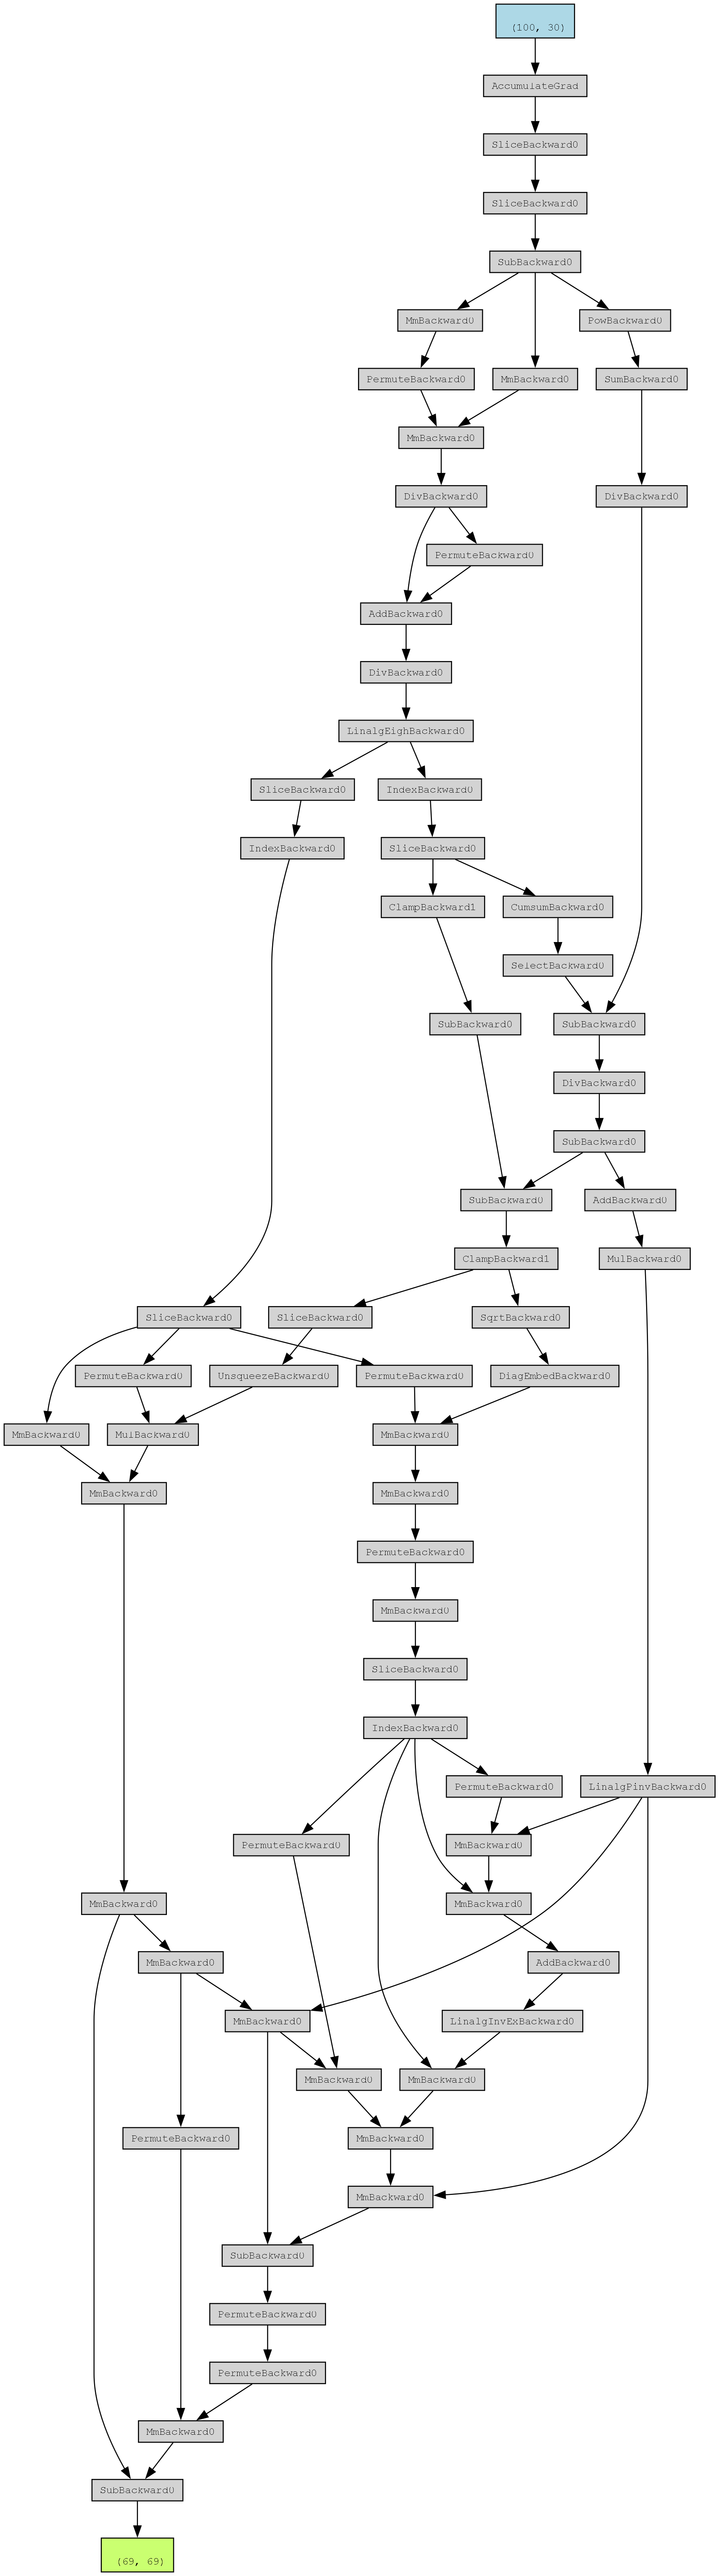 (100, 30)
AccumulateGrad
SliceBackward0
SliceBackward0
SubBackward0
MmBackward0
PowBackward0
PermuteBackward0
MmBackward0
SumBackward0
MmBackward0
DivBackward0
DivBackward0
PermuteBackward0
AddBackward0
DivBackward0
LinalgEighBackward0
SliceBackward0
IndexBackward0
IndexBackward0
SliceBackward0
ClampBackward1
CumsumBackward0
SelectBackward0
SubBackward0
SubBackward0
DivBackward0
SubBackward0
SubBackward0
AddBackward0
ClampBackward1
MulBackward0
SliceBackward0
SliceBackward0
SqrtBackward0
PermuteBackward0
UnsqueezeBackward0
PermuteBackward0
DiagEmbedBackward0
MmBackward0
MulBackward0
MmBackward0
MmBackward0
MmBackward0
PermuteBackward0
MmBackward0
SliceBackward0
IndexBackward0
PermuteBackward0
LinalgPinvBackward0
PermuteBackward0
MmBackward0
MmBackward0
MmBackward0
MmBackward0
AddBackward0
MmBackward0
LinalgInvExBackward0
MmBackward0
MmBackward0
PermuteBackward0
MmBackward0
MmBackward0
SubBackward0
PermuteBackward0
PermuteBackward0
MmBackward0
SubBackward0
(69, 69)